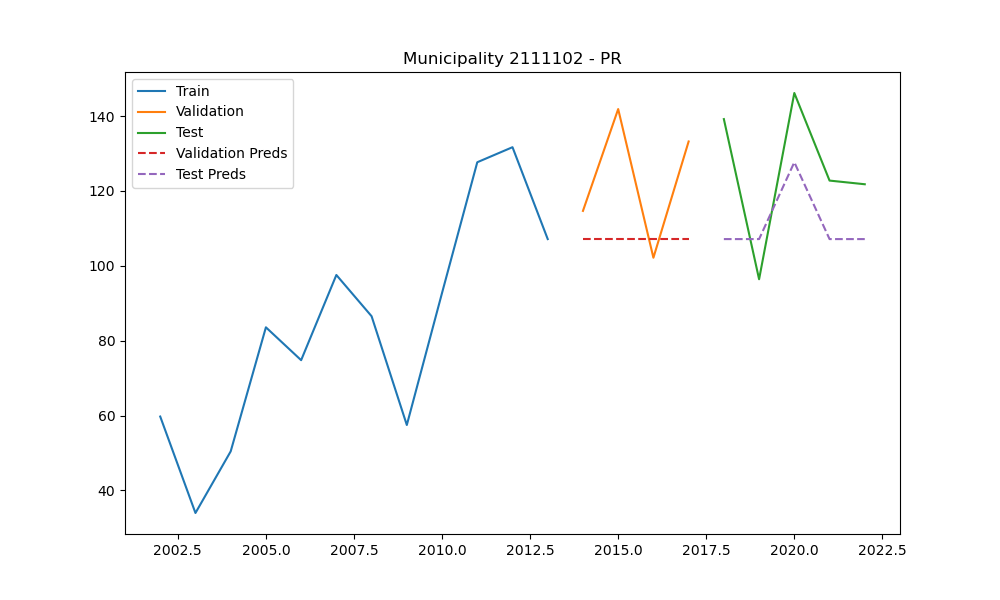 Municipality 2111102 - PR
Train
Validation
Test
Validation Preds
Test Preds
140
120
100
80
60
40
2002.5 2005.0 2007.5 2010.0 2012.5 2015.0 2017.5 2020.0 2022.5